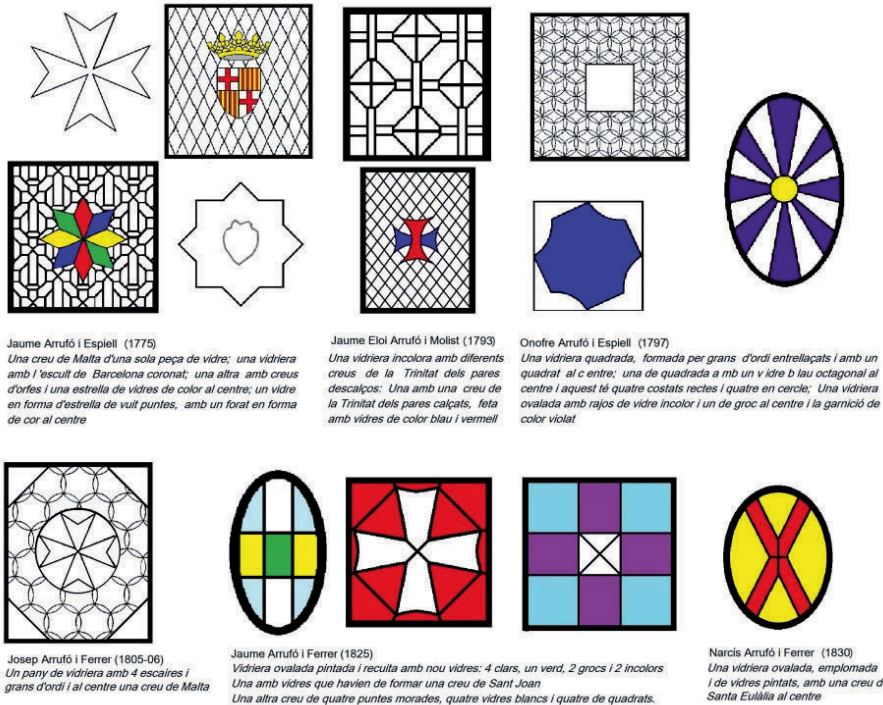 Jaume Arrufó i Espiell (1775)
Una creu de Malta d'una sola peça de vidre; una vidriera
amb l 'escult de Barcelona coronat; una altra amb creus
d'orfes i una estrella de vidres de color al centre; un vidre
en forma d'estrella de vuit puntes, amb un forat en forma
de cor al centre
Jaume Eloi Arrufó i Molist (1793)
Una vidriera incolora amb diferents
creus de la Trinitat dels pares
descalços: Una amb una creu de
la Trinitat dels pares calçats, feta
amb vidres de color blau i vermell
Onofre Arrufó i Espiell (1797)
Una vidriera quadrada, formada per grans d'ordi entrellaçats i amb un
quadrat al c entre; una de quadrada a mb un v idre b lau octagonal al
centre i aquest té quatre costats rectes i quatre en cercle; Una vidriera
ovalada amb rajos de vidre incolor i un de groc al centre i la garnició de
color violat
Josep Arrufó i Ferrer (1805-06)
Un pany de vidriera amb 4 escaires i
grans d'ordi i al centre una creu de Malta
Jaume Arrufó i Ferrer (1825)
Vidriera ovalada pintada i recuita amb nou vidres: 4 clars, un verd, 2 grocs i 2 incolors
Una amb vidres que havien de formar una creu de Sant Joan
Una altra creu de quatre puntes morades, quatre vidres blancs i quatre de quadrats.
Narcís Arrufó i Ferrer (1830)
Una vidriera ovalada, emplomada
i de vidres pintats, amb una creu d
Santa Eulàlia al centre